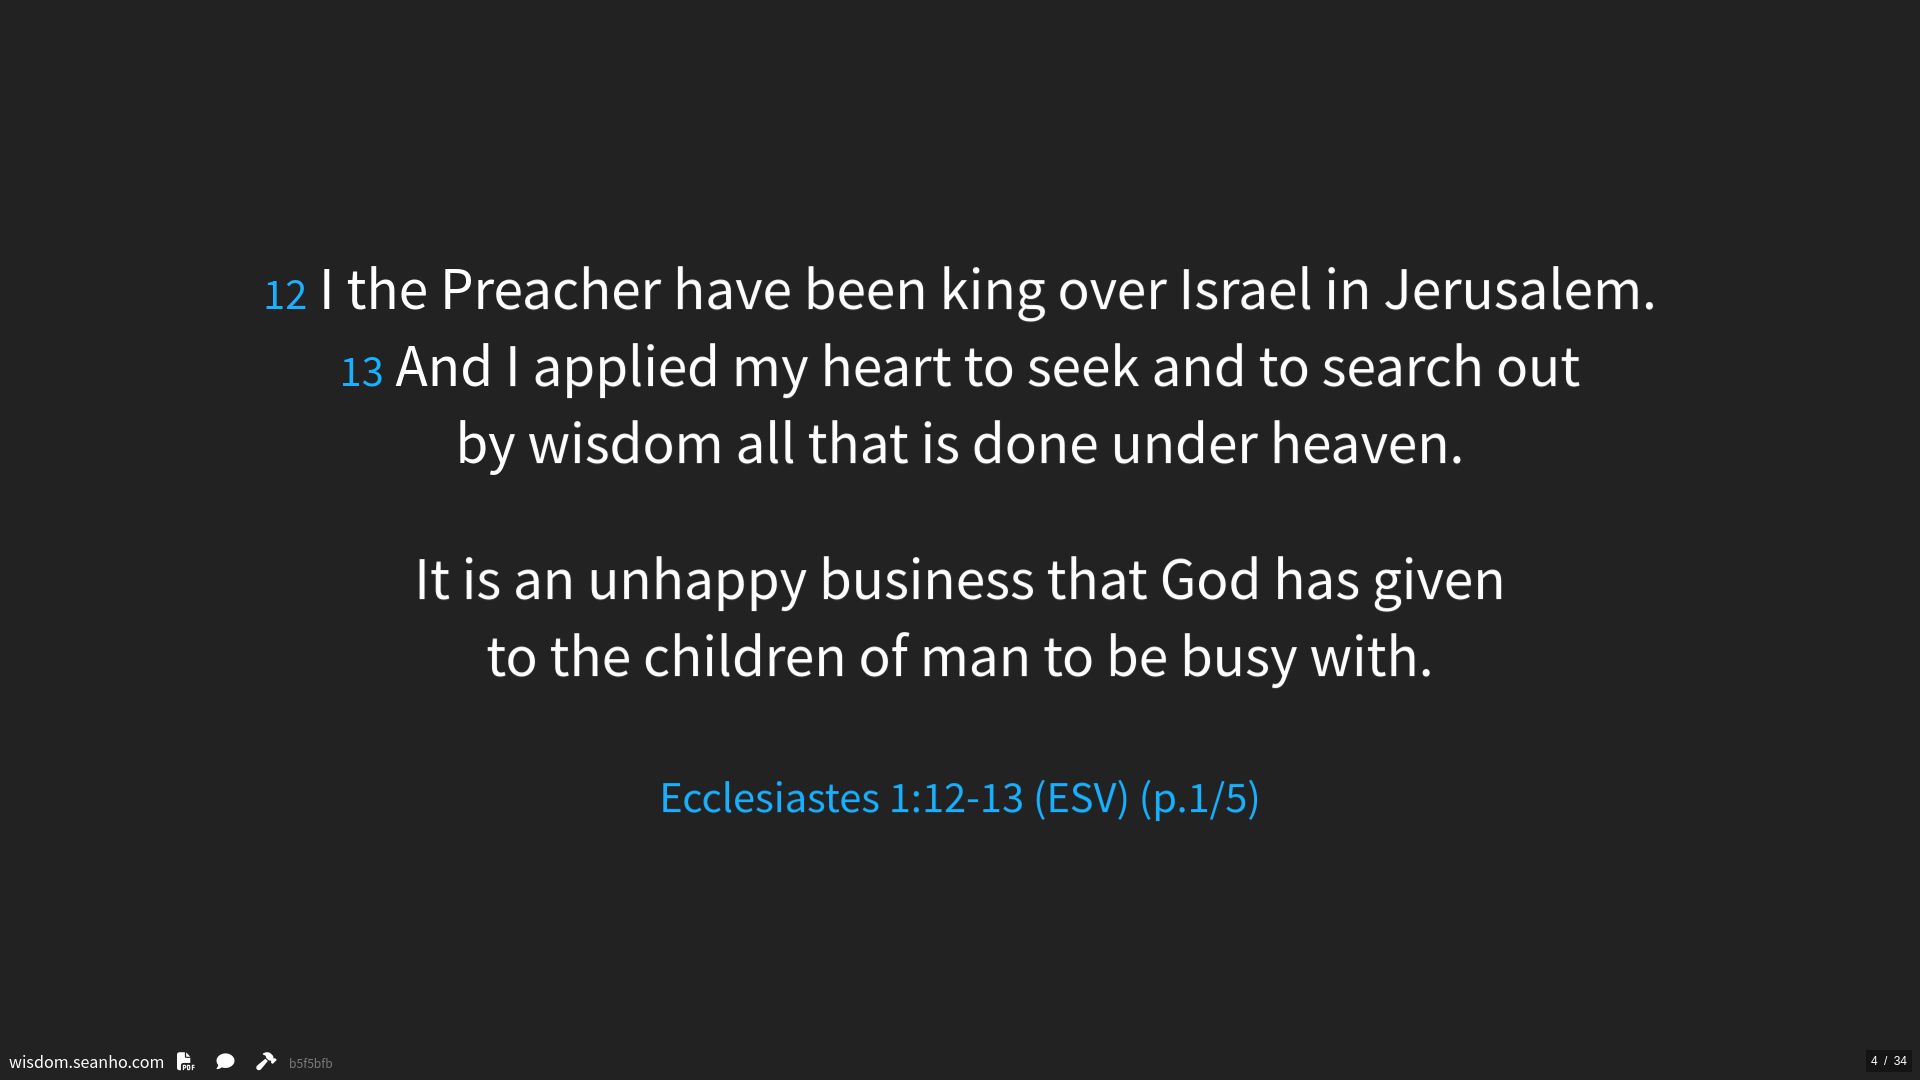 12 I the Preacher have been king over Israel in Jerusalem.
13 And I applied my heart to seek and to search out
by wisdom all that is done under heaven.
It is an unhappy business that God has given
to the children of man to be busy with.
Ecclesiastes 1:12-13 (ESV) (p.1/5)
wisdom.seanho.com PDF b5f5bfb
4 / 34